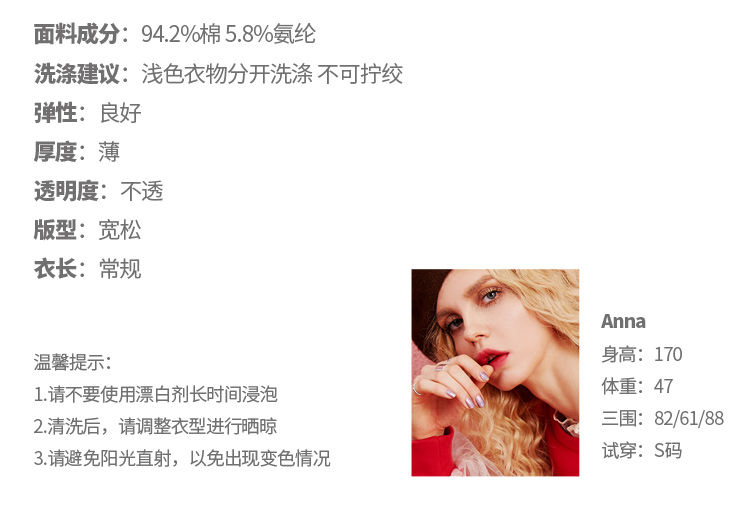 面料成分：94.2%棉 5.8%氨纶
洗涤建议：浅色衣物分开洗涤 不可拧绞
弹性：良好
厚度：薄
透明度：不透
版型：宽松
衣长：常规
温馨提示：
1.请不要使用漂白剂长时间浸泡
2.清洗后，请调整衣型进行晒晾
3.请避免阳光直射，以免出现变色情况
Anna
身高：170
体重：47
三围：82/61/88
试穿：S码